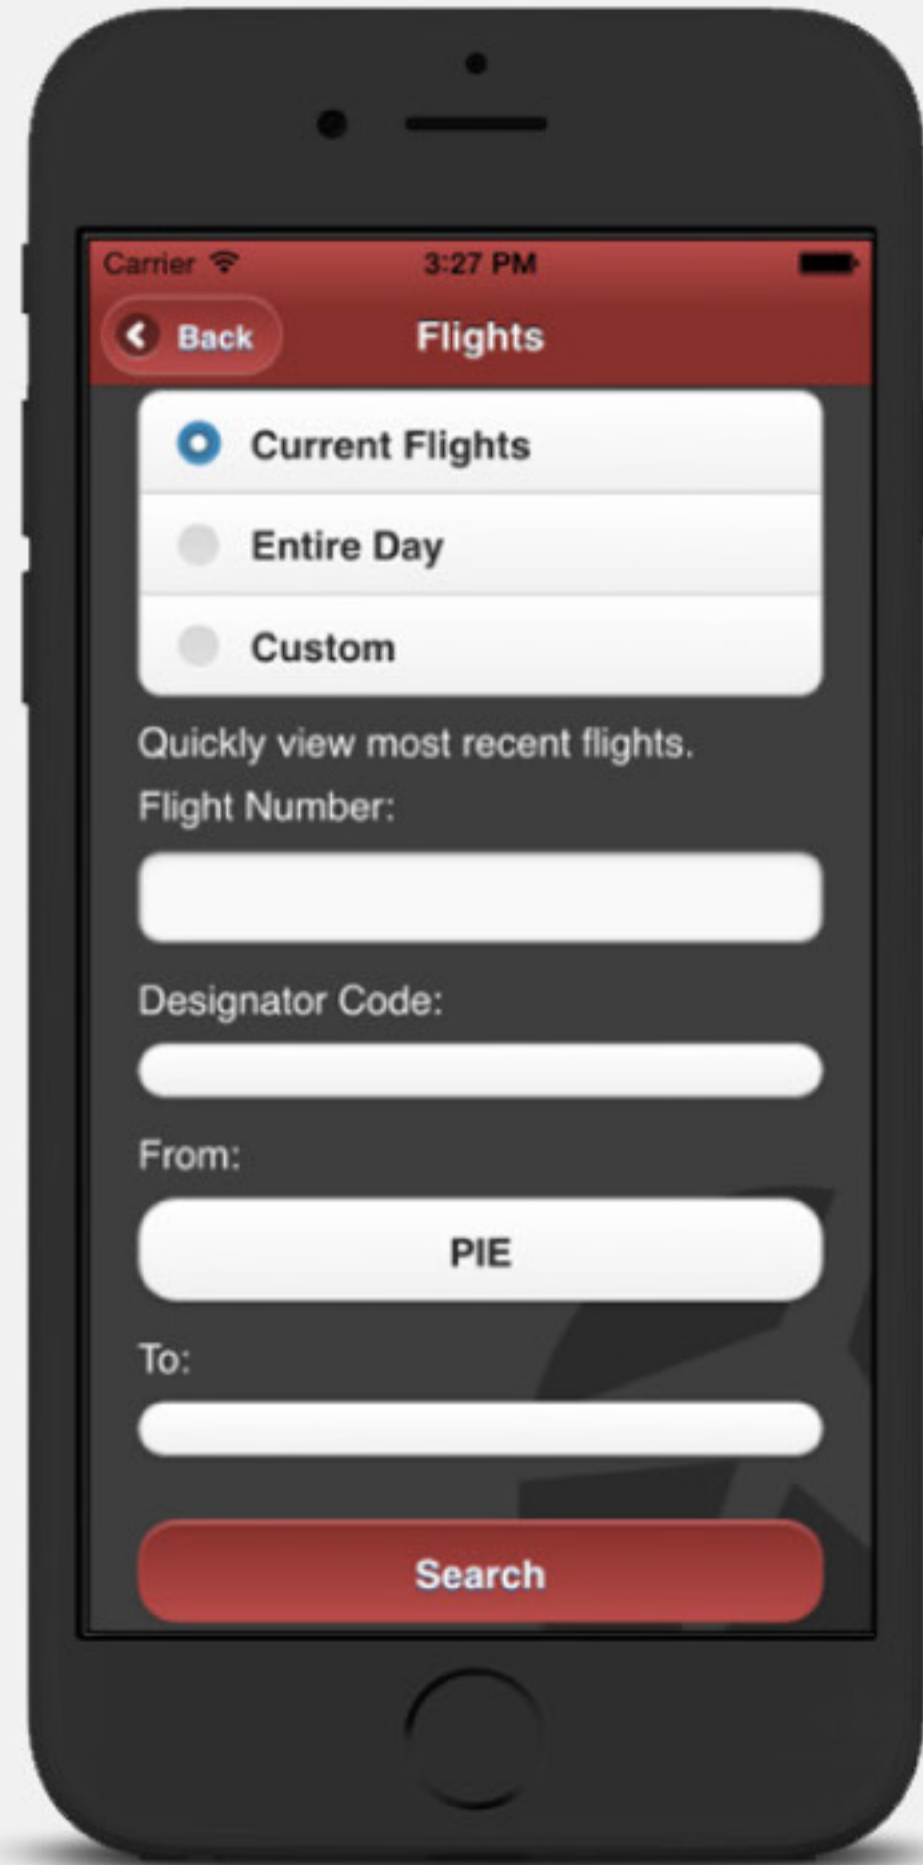 Carrier
3:27 PM
Back
Flights
Current Flights
Entire Day
Custom
Quickly view most recent flights.
Flight Number:
Designator Code:
From:
PIE
To:
Search